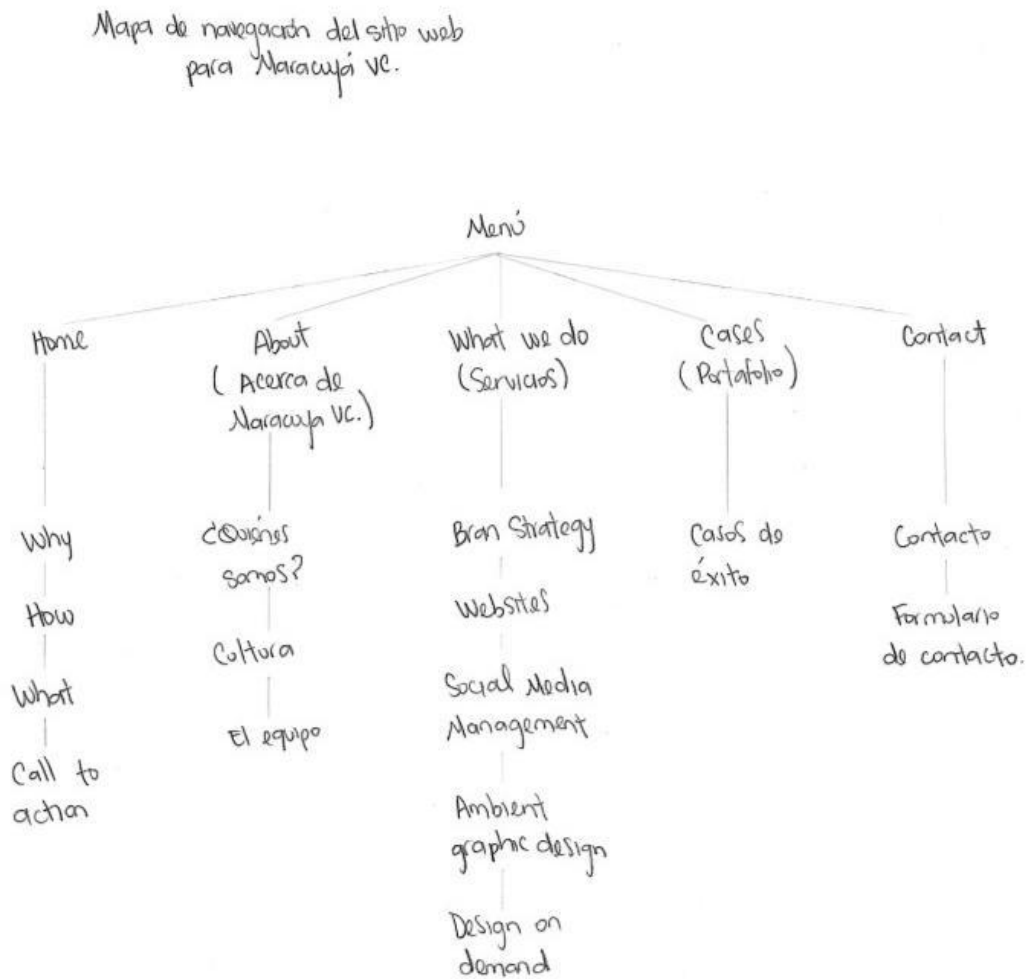 Mapa de navegación del sitio web
para Maracuyá VC.
Menú
Home
About
(Acerca de
Maracuya VC.)
What we do
(Servicios)
Cases
(Portafolio)
Contact
Why
How
What
Call to
action
¿Quiénes
somos?
Cultura
El equipo
Bran Strategy
Websites
Social Media
Management
Ambient
graphic design
Design on
demand
Casos de
éxito
Contacto
Formulario
de contacto.